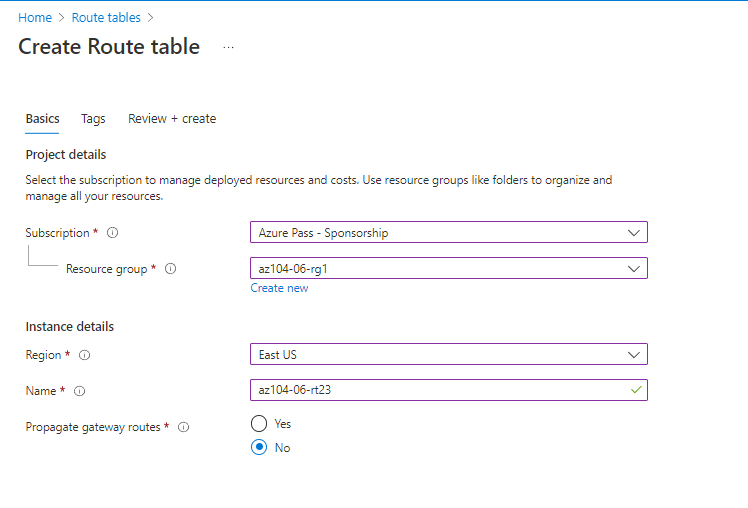 Home > Route tables >
Create Route table ...
Basics Tags Review + create
Project details
Select the subscription to manage deployed resources and costs. Use resource groups like folders to organize and
manage all your resources.
Subscription * Azure Pass - Sponsorship
Resource group * az104-06-rg1
Create new
Instance details
Region * East US
Name * az104-06-rt23
Propagate gateway routes * Yes
No